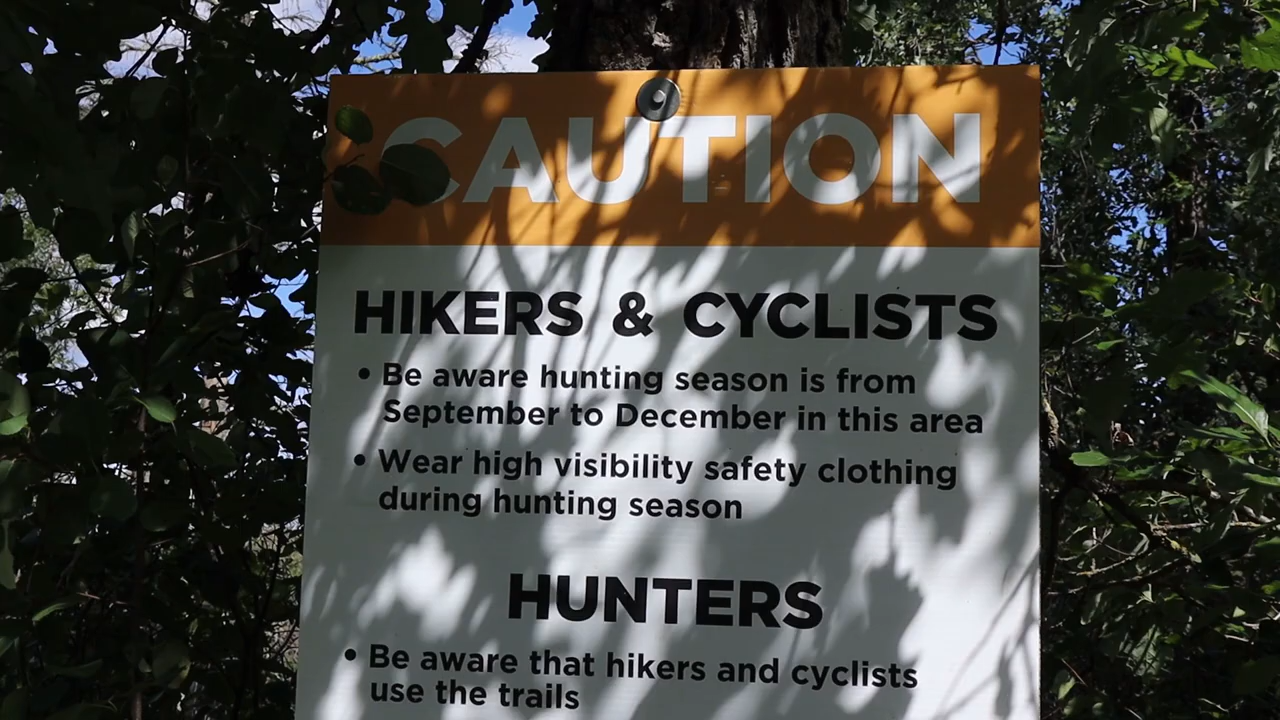 CAUTION
HIKERS & CYCLISTS
• Be aware hunting season is from
September to December in this area
• Wear high visibility safety clothing
during hunting season
HUNTERS
• Be aware that hikers and cyclists
use the trails